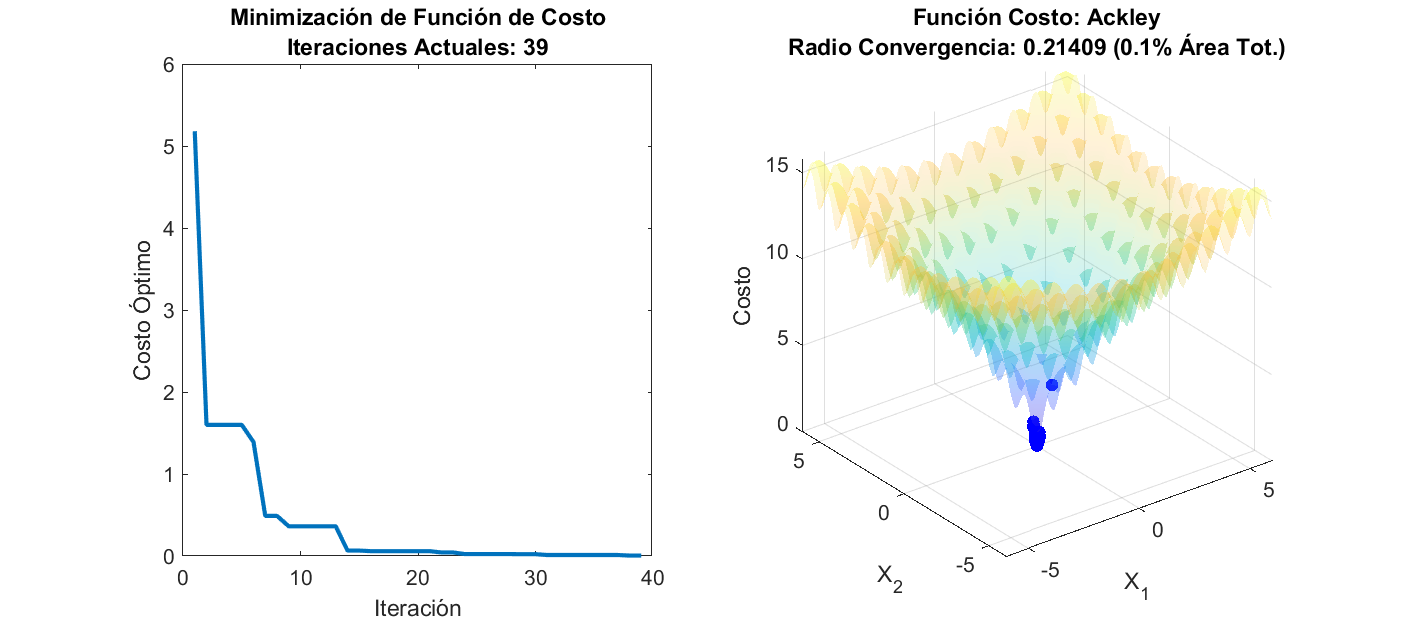 Minimización de Función de Costo
Iteraciones Actuales: 39
6
5
4
3
2
1
0
Costo Óptimo
0
10
20
30
40
Iteración
Función Costo: Ackley
Radio Convergencia: 0.21409 (0.1% Área Tot.)
15
10
5
0
Costo
5
0
-5
X2
-5
0
5
X1